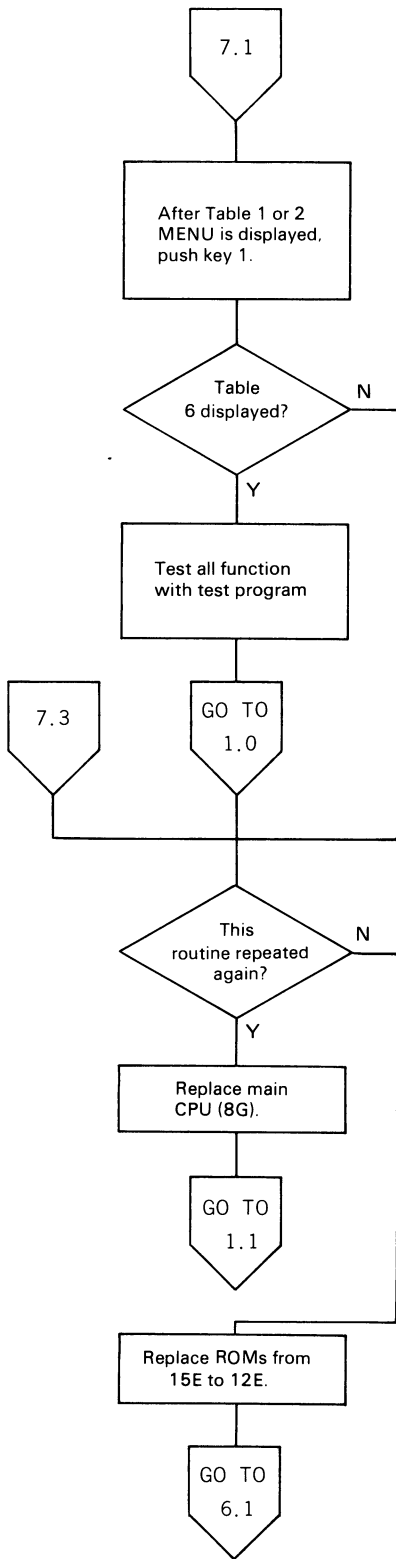 7.1
After Table 1 or 2
MENU is displayed,
push key 1.
Table
6 displayed?
N
Y
Test all function
with test program
7.3
GO TO
1.0
This
routine repeated
again?
N
Y
Replace main
CPU (8G).
GO TO
1.1
Replace ROMs from
15E to 12E.
GO TO
6.1